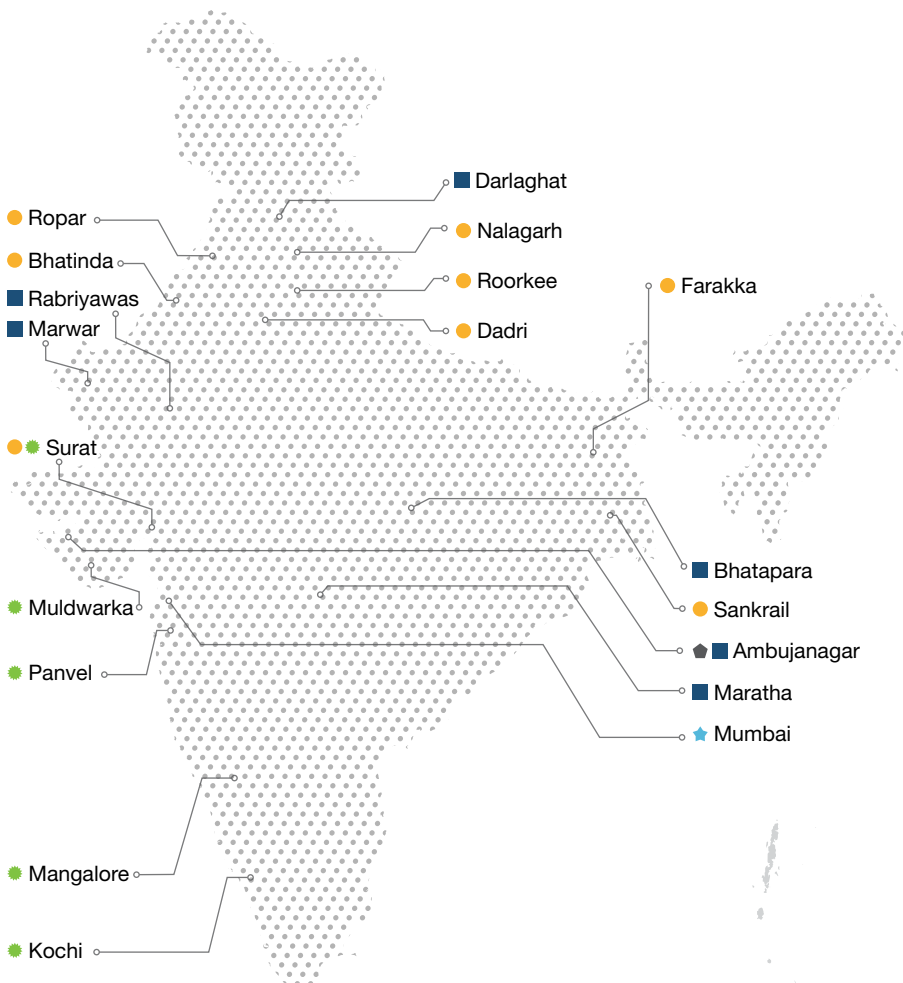 Darlaghat
Ropar
Nalagarh
Bhatinda
Roorkee
Farakka
Rabriyawas
Marwar
Dadri
Surat
Bhatapara
Muldwarka
Sankrail
Ambujanagar
Panvel
Maratha
Mumbai
Mangalore
Kochi